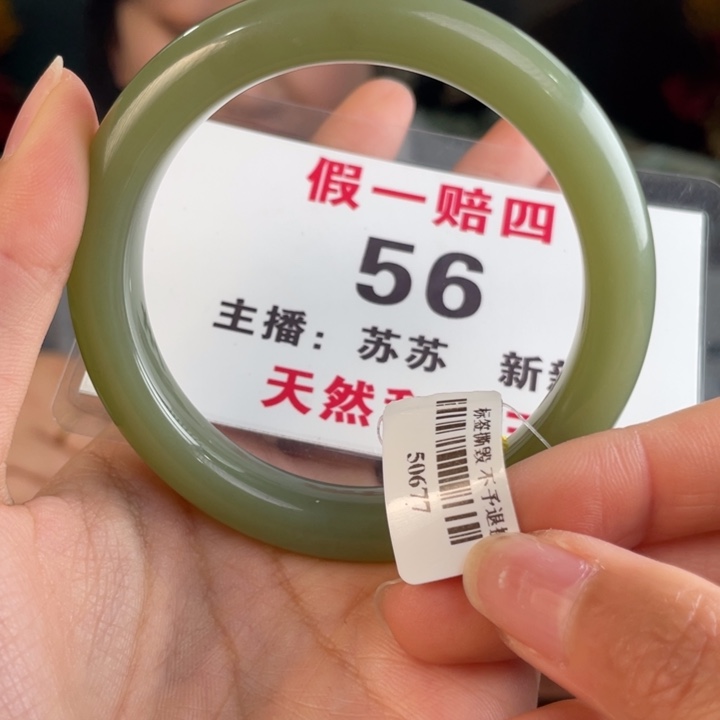 假一赔四
56
主播: 苏苏 新
天然
标签撕毁 不予退
50677